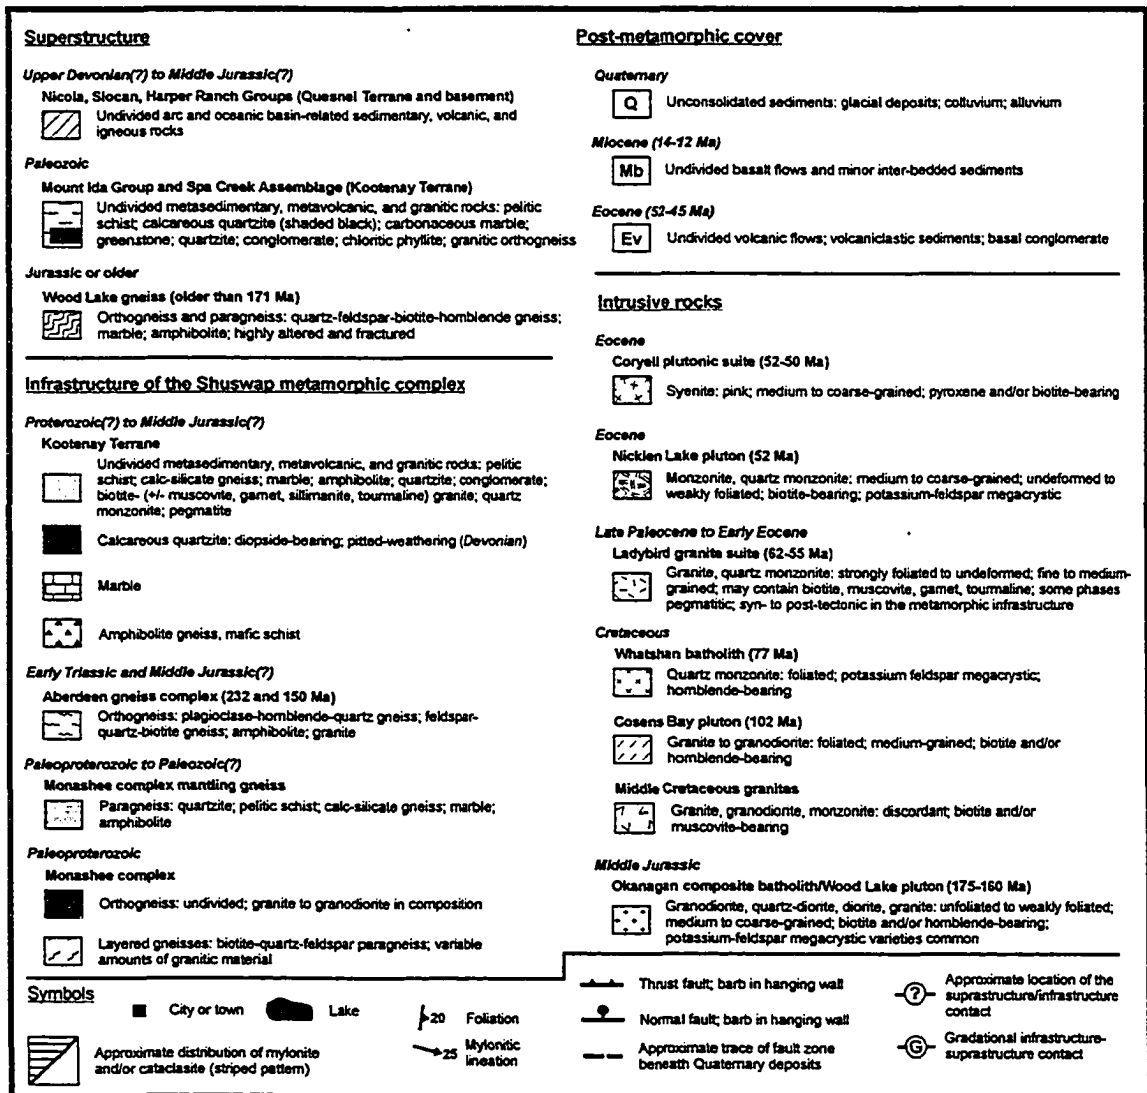 Superstructure
Upper Devonian(?) to Middle Jurassic(?)
Nicola, Slocan, Harper Ranch Groups (Quesnel Terrane and basement)
Undivided arc and oceanic basin-related sedimentary, volcanic, and
igneous rocks
Paleozoic
Mount Ida Group and Spa Creek Assemblage (Kootenay Terrane)
Undivided metasedimentary, metavolcanic, and granitic rocks: pelitic
schist; calcareous quartzite (shaded black); carbonaceous marble;
greenstone; quartzite; conglomerate; chloritic phyllite; granitic orthogneiss
Jurassic or older
Wood Lake gneiss (older than 171 Ma)
Orthogneiss and paragneiss: quartz-feldspar-biotite-hornblende gneiss;
marble; amphibolite; highly altered and fractured
Infrastructure of the Shuswap metamorphic complex
Proterozoic(?) to Middle Jurassic(?)
Kootenay Terrane
Undivided metasedimentary, metavolcanic, and granitic rocks: pelitic
schist; calc-silicate gneiss; marble; amphibolite; quartzite; conglomerate;
biotite- (+/- muscovite, garnet, sillimanite, tourmaline) granite; quartz
monzonite; pegmatite
Calcareous quartzite: diopside-bearing; pitted-weathering (Devonian)
Marble
Amphibolite gneiss, mafic schist
Early Triassic and Middle Jurassic(?)
Aberdeen gneiss complex (232 and 150 Ma)
Orthogneiss: plagioclase-hornblende-quartz gneiss; feldspar-
quartz-biotite gneiss; amphibolite; granite
Paleoproterozoic to Paleozoic(?)
Monashee complex mantling gneiss
Paragneiss: quartzite; pelitic schist; calc-silicate gneiss; marble;
amphibolite
Paleoproterozoic
Monashee complex
Orthogneiss: undivided; granite to granodiorite in composition
Layered gneisses: biotite-quartz-feldspar paragneiss; variable
amounts of granitic material
Post-metamorphic cover
Quaternary
Q Unconsolidated sediments: glacial deposits; colluvium; alluvium
Miocene (14-12 Ma)
Mb Undivided basalt flows and minor inter-bedded sediments
Eocene (52-45 Ma)
Ev Undivided volcanic flows; volcaniclastic sediments; basal conglomerate
Intrusive rocks
Eocene
Coryell plutonic suite (52-50 Ma)
Syenite: pink; medium to coarse-grained; pyroxene and/or biotite-bearing
Eocene
Nicklen Lake pluton (52 Ma)
Monzonite, quartz monzonite: medium to coarse-grained; undeformed to
weakly foliated; biotite-bearing; potassium-feldspar megacrystic
Late Paleocene to Early Eocene
Ladybird granite suite (62-55 Ma)
Granite, quartz monzonite: strongly foliated to undeformed; fine to medium-
grained; may contain biotite, muscovite, garnet, tourmaline; some phases
pegmatitic; syn- to post-tectonic in the metamorphic infrastructure
Cretaceous
Whatshan batholith (77 Ma)
Quartz monzonite: foliated; potassium feldspar megacrystic;
hornblende-bearing
Cosens Bay pluton (102 Ma)
Granite to granodiorite: foliated; medium-grained; biotite and/or
hornblende-bearing
Middle Cretaceous granites
Granite, granodiorite, monzonite: discordant; biotite and/or
muscovite-bearing
Middle Jurassic
Okanagan composite batholith/Wood Lake pluton (175-160 Ma)
Granodiorite, quartz-diorite, diorite, granite: unfoliated to weakly foliated;
medium to coarse-grained; biotite and/or hornblende-bearing;
potassium-feldspar megacrystic varieties common
Symbols
City or town
Lake
20 Foliation
25 Mylonitic
lineation
Approximate distribution of mylonite
and/or cataclasite (striped pattern)
Thrust fault; barb in hanging wall
Normal fault; barb in hanging wall
Approximate trace of fault zone
beneath Quaternary deposits
? Approximate location of the
suprastructure/infrastructure
contact
G Gradational infrastructure-
suprastructure contact